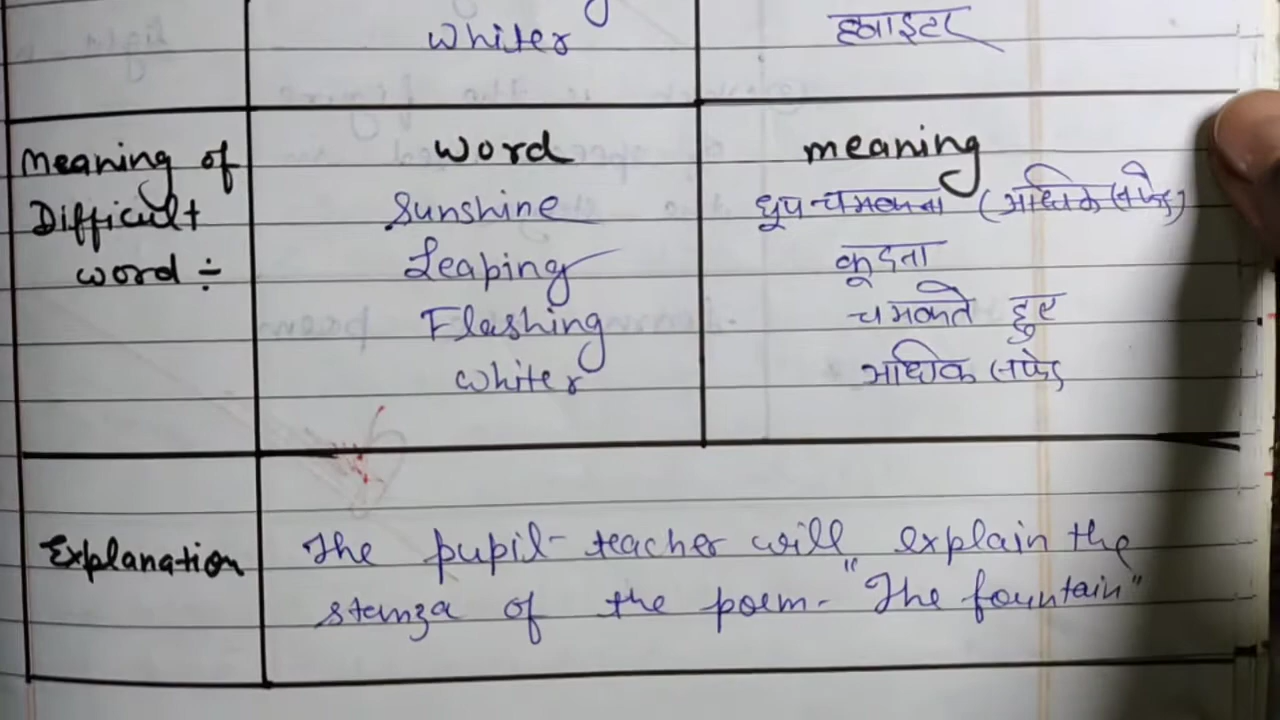 Whiter ह्वाइटर
Meaning of Difficult word ÷
word meaning
Sunshine धूप-चमकना (अधिक सफेद)
Leaping कूदता
Flashing चमकते हुए
Whiter अधिक सफेद
Explanation
The pupil-teacher will explain the
stanza of the poem- "The fountain"